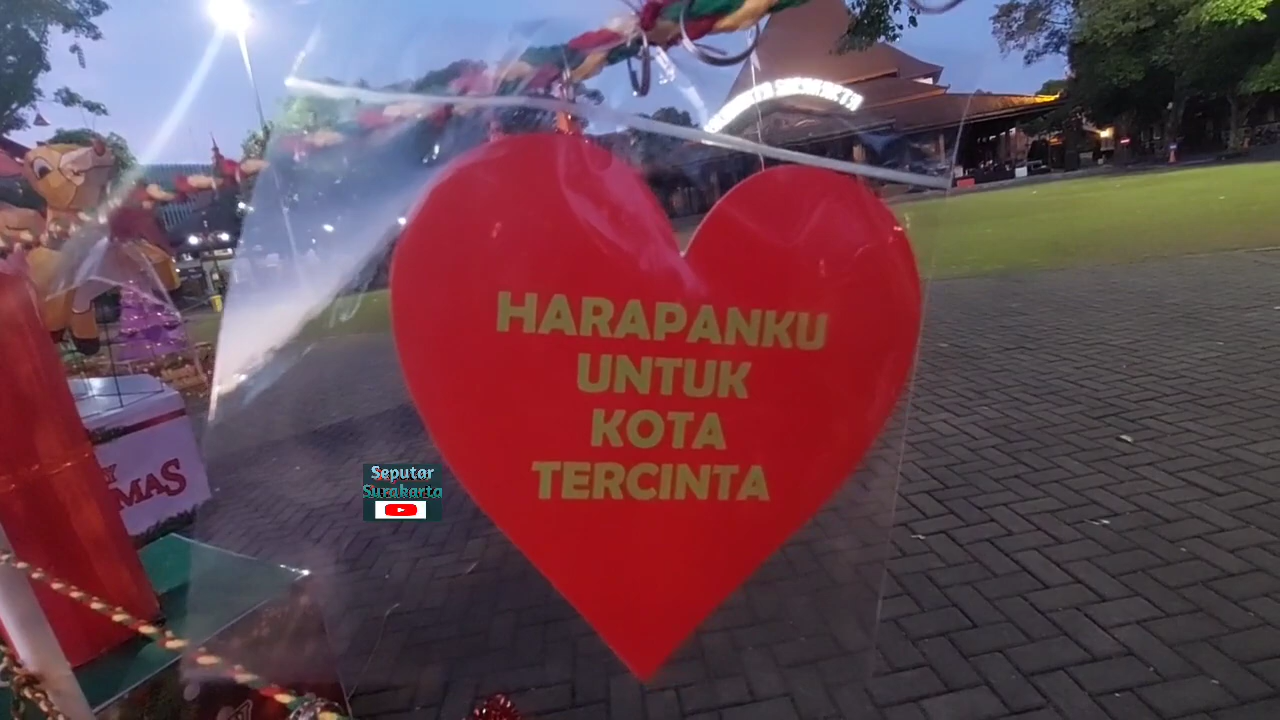 HARAPANKU
UNTUK
KOTA
TERCINTA
Seputar
Surakarta
MAS